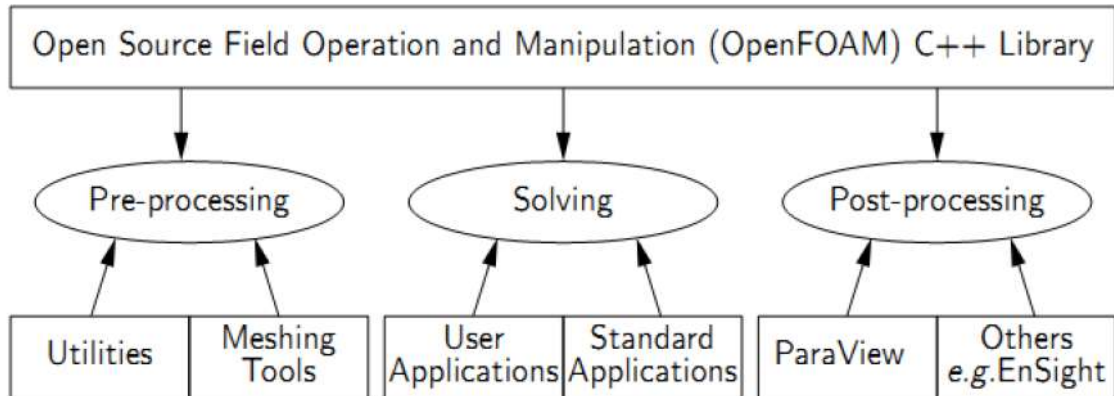 Open Source Field Operation and Manipulation (OpenFOAM) C++ Library
Pre-processing
Solving
Post-processing
Utilities
Meshing
Tools
User
Applications
Standard
Applications
ParaView
Others
e.g.EnSight